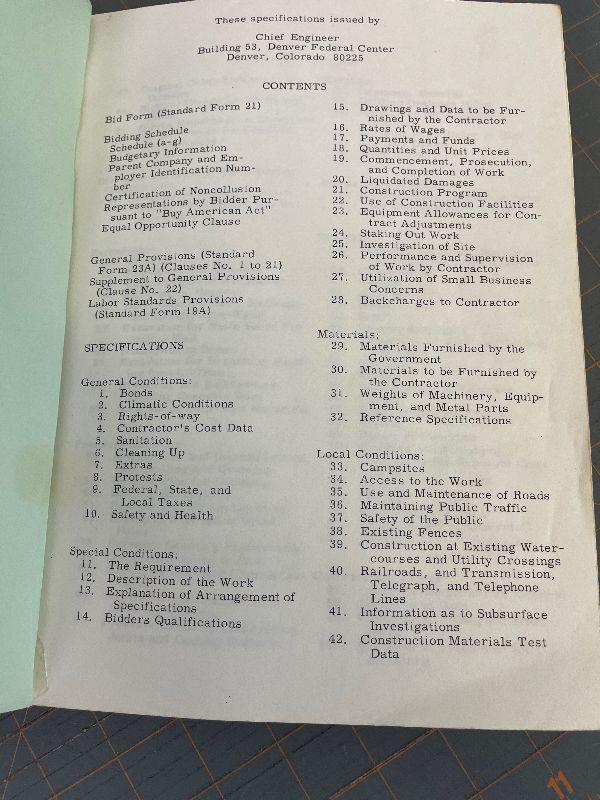 These specifications issued by
Chief Engineer
Building 53, Denver Federal Center
Denver, Colorado 80225
CONTENTS
Bid Form (Standard Form 21)
Bidding Schedule
Schedule (a-g)
Budgetary Information
Parent Company and Em-
ployer Identification Num-
ber
Certification of Noncollusion
Representations by Bidder Pur-
suant to "Buy American Act"
Equal Opportunity Clause
General Provisions (Standard
Form 23A) (Clauses No. 1 to 21)
Supplement to General Provisions
(Clause No. 22)
Labor Standards Provisions
(Standard Form 19A)
SPECIFICATIONS
General Conditions:
1. Bonds
2. Climatic Conditions
3. Rights-of-way
4. Contractor's Cost Data
5. Sanitation
6. Cleaning Up
7. Extras
8. Protests
9. Federal, State, and
Local Taxes
10. Safety and Health
Special Conditions:
11. The Requirement
12. Description of the Work
13. Explanation of Arrangement of
Specifications
14. Bidders Qualifications
15. Drawings and Data to be Fur-
nished by the Contractor
16. Rates of Wages
17. Payments and Funds
18. Quantities and Unit Prices
19. Commencement, Prosecution,
and Completion of Work
20. Liquidated Damages
21. Construction Program
22. Use of Construction Facilities
23. Equipment Allowances for Con-
tract Adjustments
24. Staking Out Work
25. Investigation of Site
26. Performance and Supervision
of Work by Contractor
27. Utilization of Small Business
Concerns
28. Backcharges to Contractor
Materials:
29. Materials Furnished by the
Government
30. Materials to be Furnished by
the Contractor
31. Weights of Machinery, Equip-
ment, and Metal Parts
32. Reference Specifications
Local Conditions:
33. Campsites
34. Access to the Work
35. Use and Maintenance of Roads
36. Maintaining Public Traffic
37. Safety of the Public
38. Existing Fences
39. Construction at Existing Water-
courses and Utility Crossings
40. Railroads, and Transmission,
Telegraph, and Telephone
Lines
41. Information as to Subsurface
Investigations
42. Construction Materials Test
Data
11